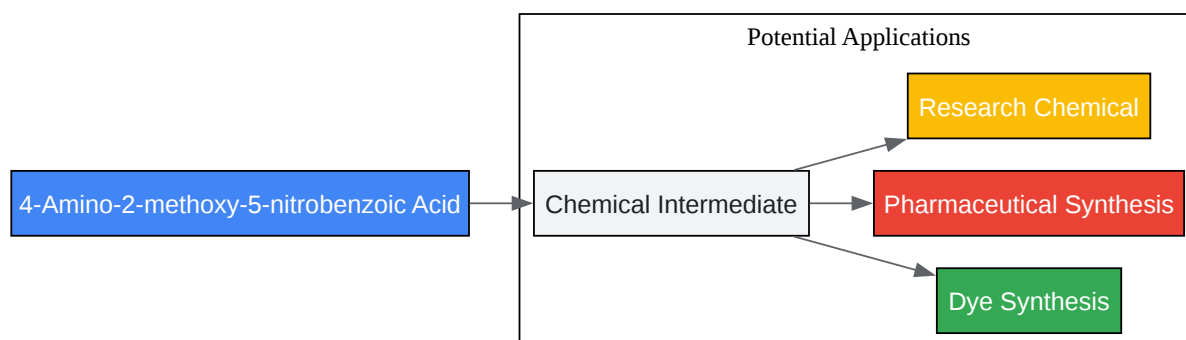 Potential Applications
Research Chemical
4-Amino-2-methoxy-5-nitrobenzoic Acid
Chemical Intermediate
Pharmaceutical Synthesis
Dye Synthesis